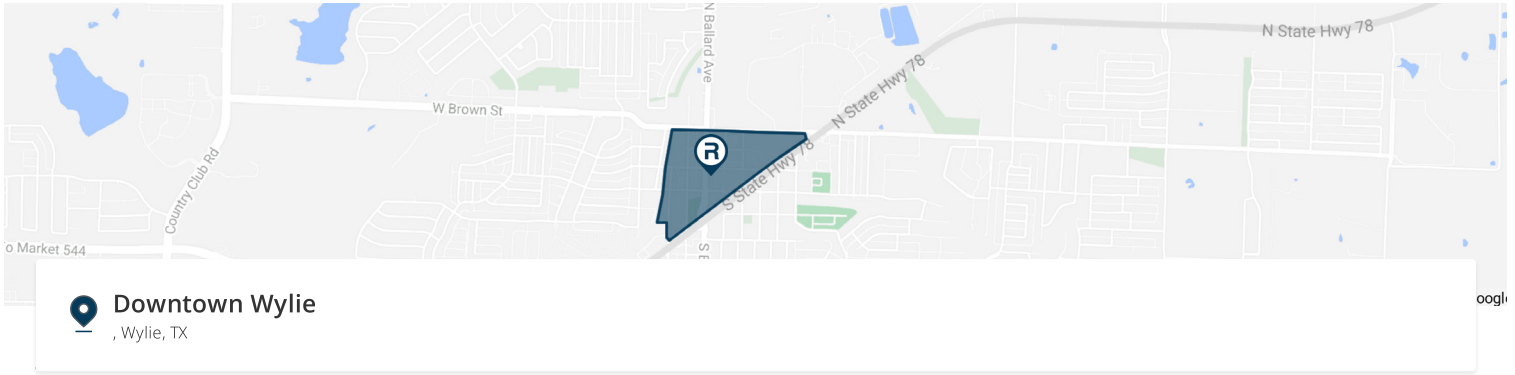 N Ballard Ave
N State Hwy 78
N State Hwy 78
W Brown St
R
S State Hwy 78
Country Club Rd
o Market 544
S B
Downtown Wylie
, Wylie, TX
oogle